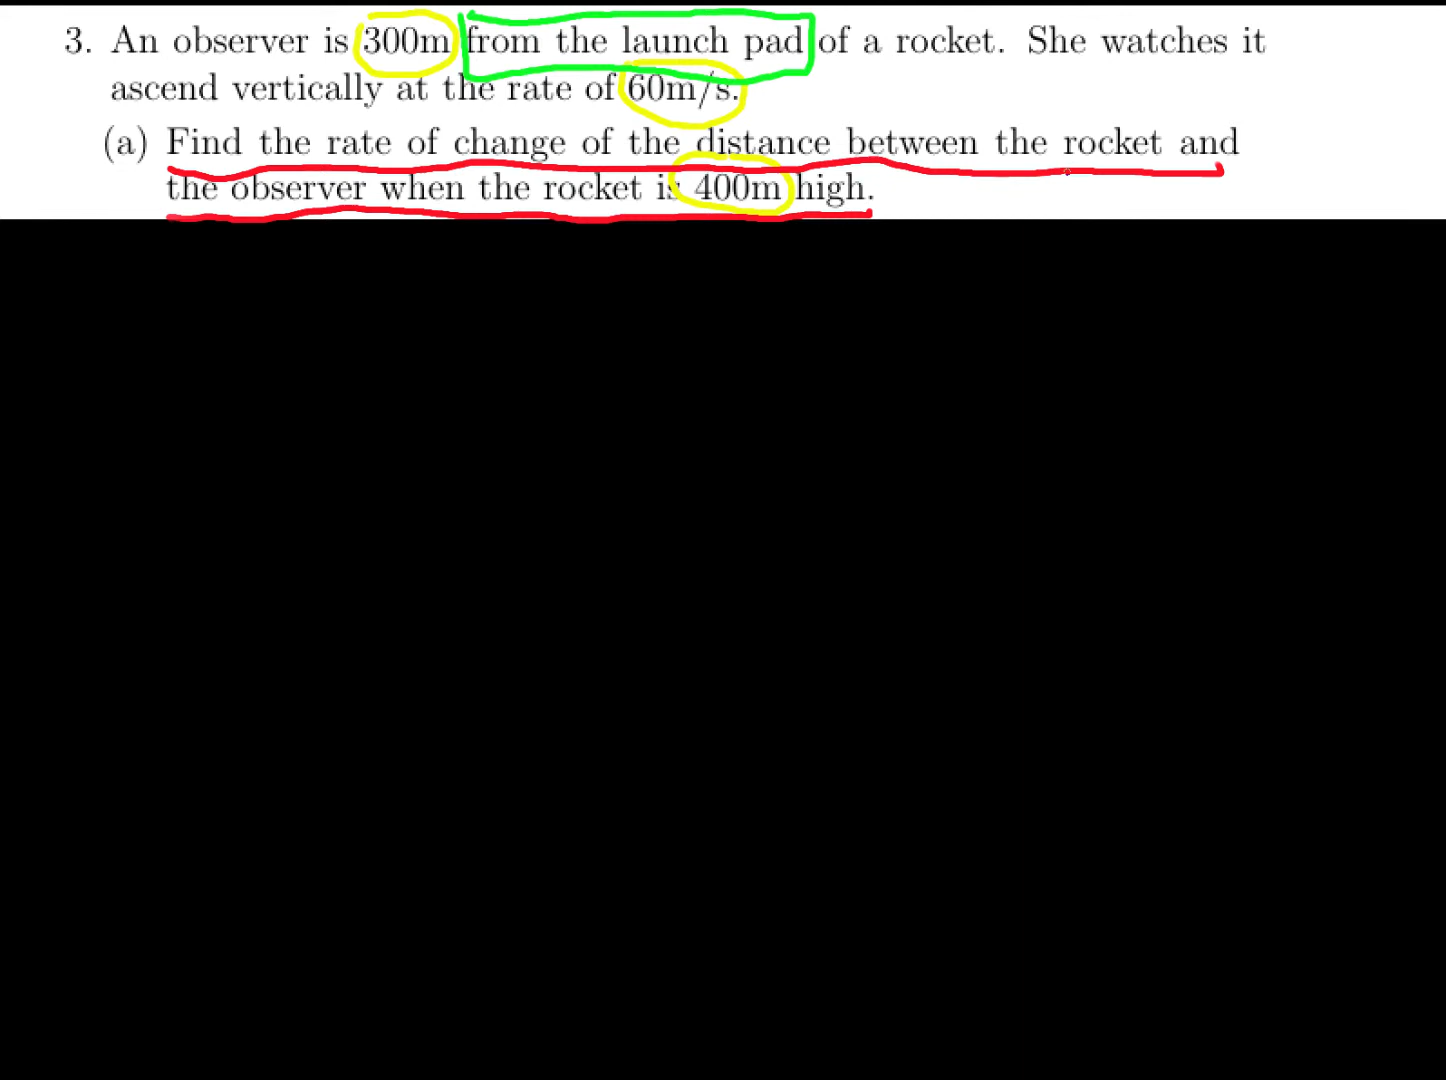 3. An observer is 300m from the launch pad of a rocket. She watches it
ascend vertically at the rate of 60m/s.
(a) Find the rate of change of the distance between the rocket and
the observer when the rocket is 400m high.